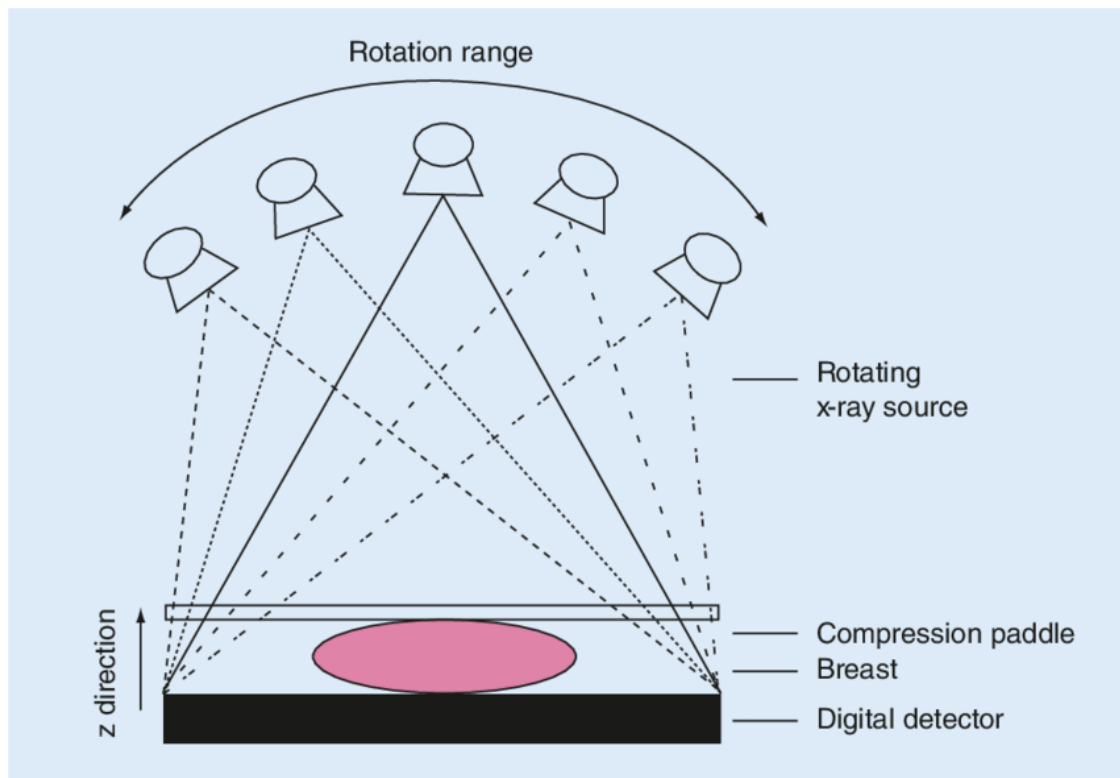 Rotation range
Rotating
x-ray source
Compression paddle
Breast
Digital detector
z direction